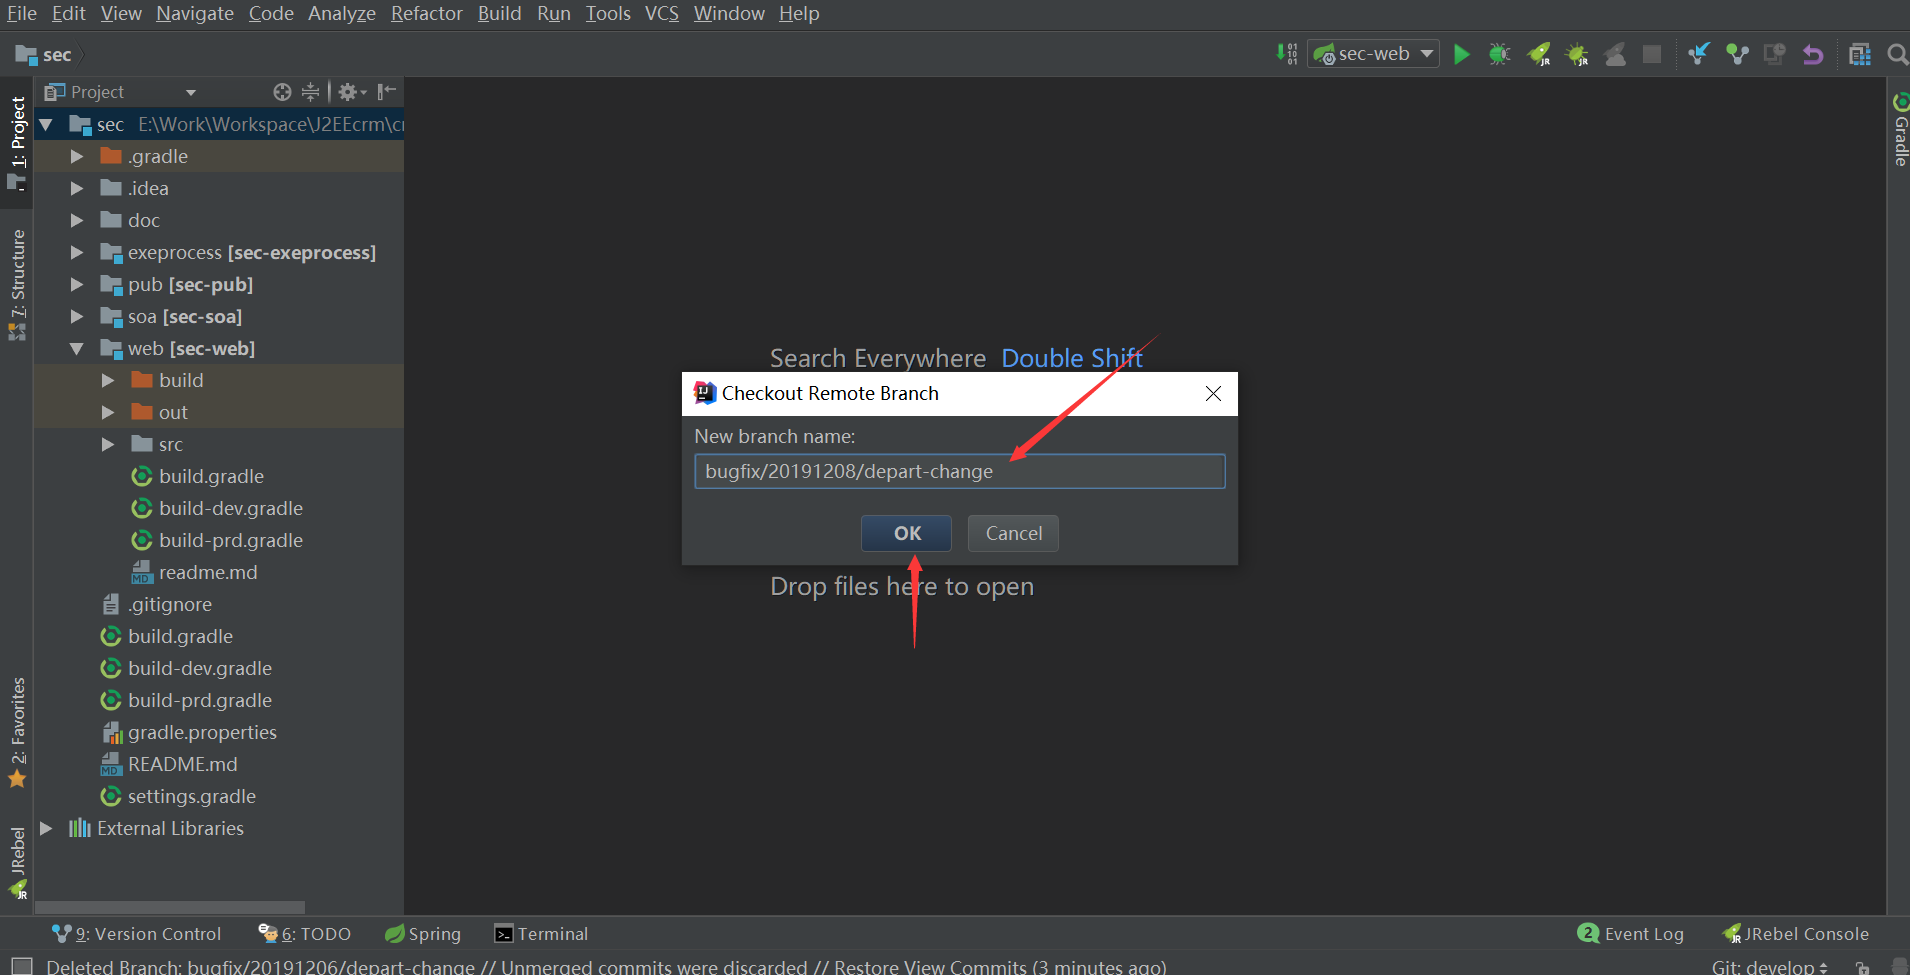 File Edit View Navigate Code Analyze Refactor Build Run Tools VCS Window Help
sec
sec-web
Project
1: Project
7: Structure
2: Favorites
JRebel
sec E:\Work\Workspace\J2EEcrm\
.gradle
.idea
doc
exeprocess [sec-exeprocess]
pub [sec-pub]
soa [sec-soa]
web [sec-web]
build
out
src
build.gradle
build-dev.gradle
build-prd.gradle
readme.md
.gitignore
build.gradle
build-dev.gradle
build-prd.gradle
gradle.properties
README.md
settings.gradle
External Libraries
Search Everywhere Double Shift
Checkout Remote Branch
New branch name:
bugfix/20191208/depart-change
OK Cancel
Drop files here to open
Gradle
9: Version Control 6: TODO Spring Terminal 2 Event Log JRebel Console
Deleted Branch: bugfix/20191206/depart-change // Unmerged commits were discarded // Restore View Commits (3 minutes ago) Git: develop